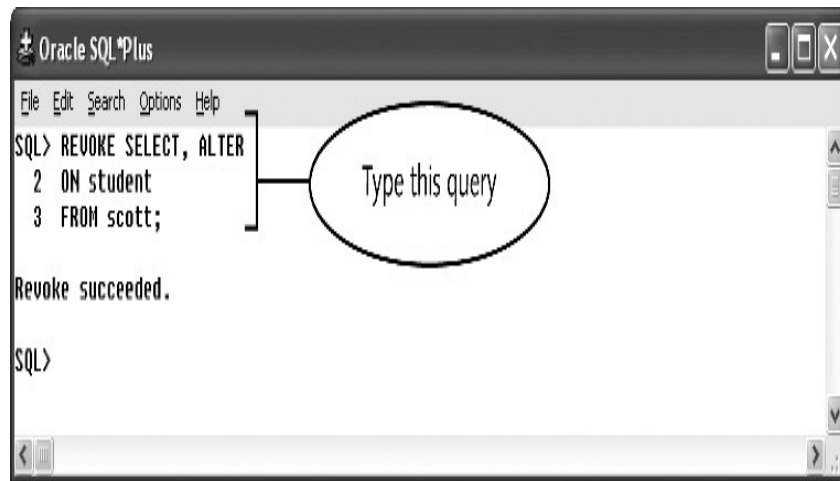 Oracle SQL*Plus
File Edit Search Options Help
SQL> REVOKE SELECT, ALTER
2 ON student
3 FROM scott;
Type this query
Revoke succeeded.
SQL>